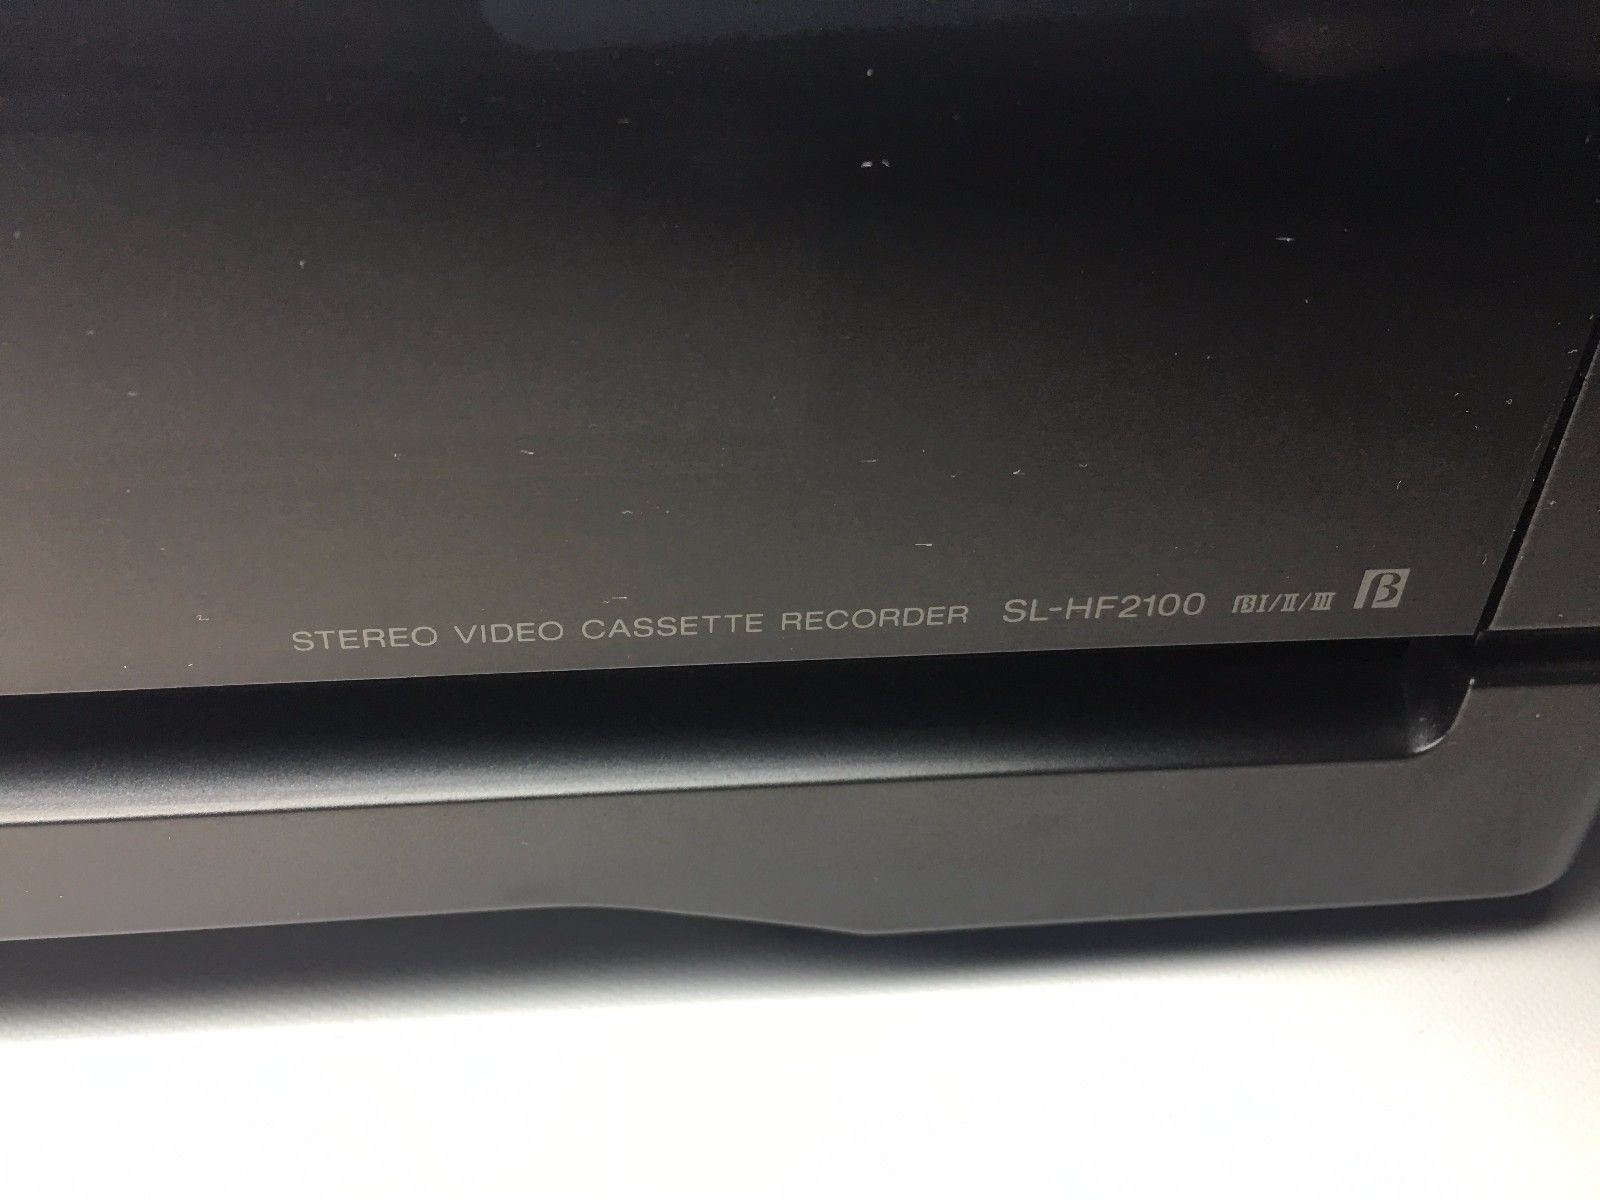 STEREO VIDEO CASSETTE RECORDER SL-HF2100 βI/II/III β